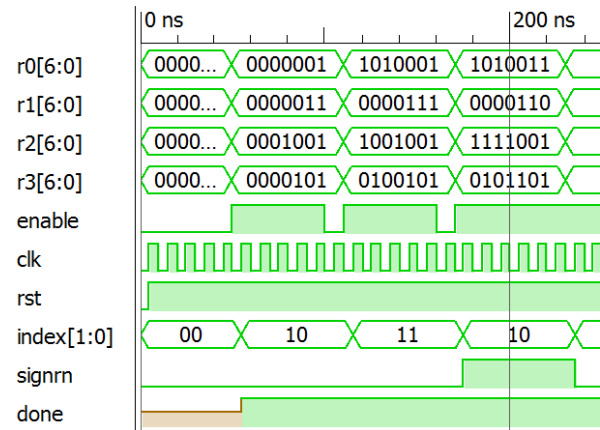 0 ns 200 ns
r0[6:0] 0000... 0000001 1010001 1010011
r1[6:0] 0000... 0000011 0000111 0000110
r2[6:0] 0000... 0001001 1001001 1111001
r3[6:0] 0000... 0000101 0100101 0101101
enable
clk
rst
index[1:0] 00 10 11 10
signrn
done